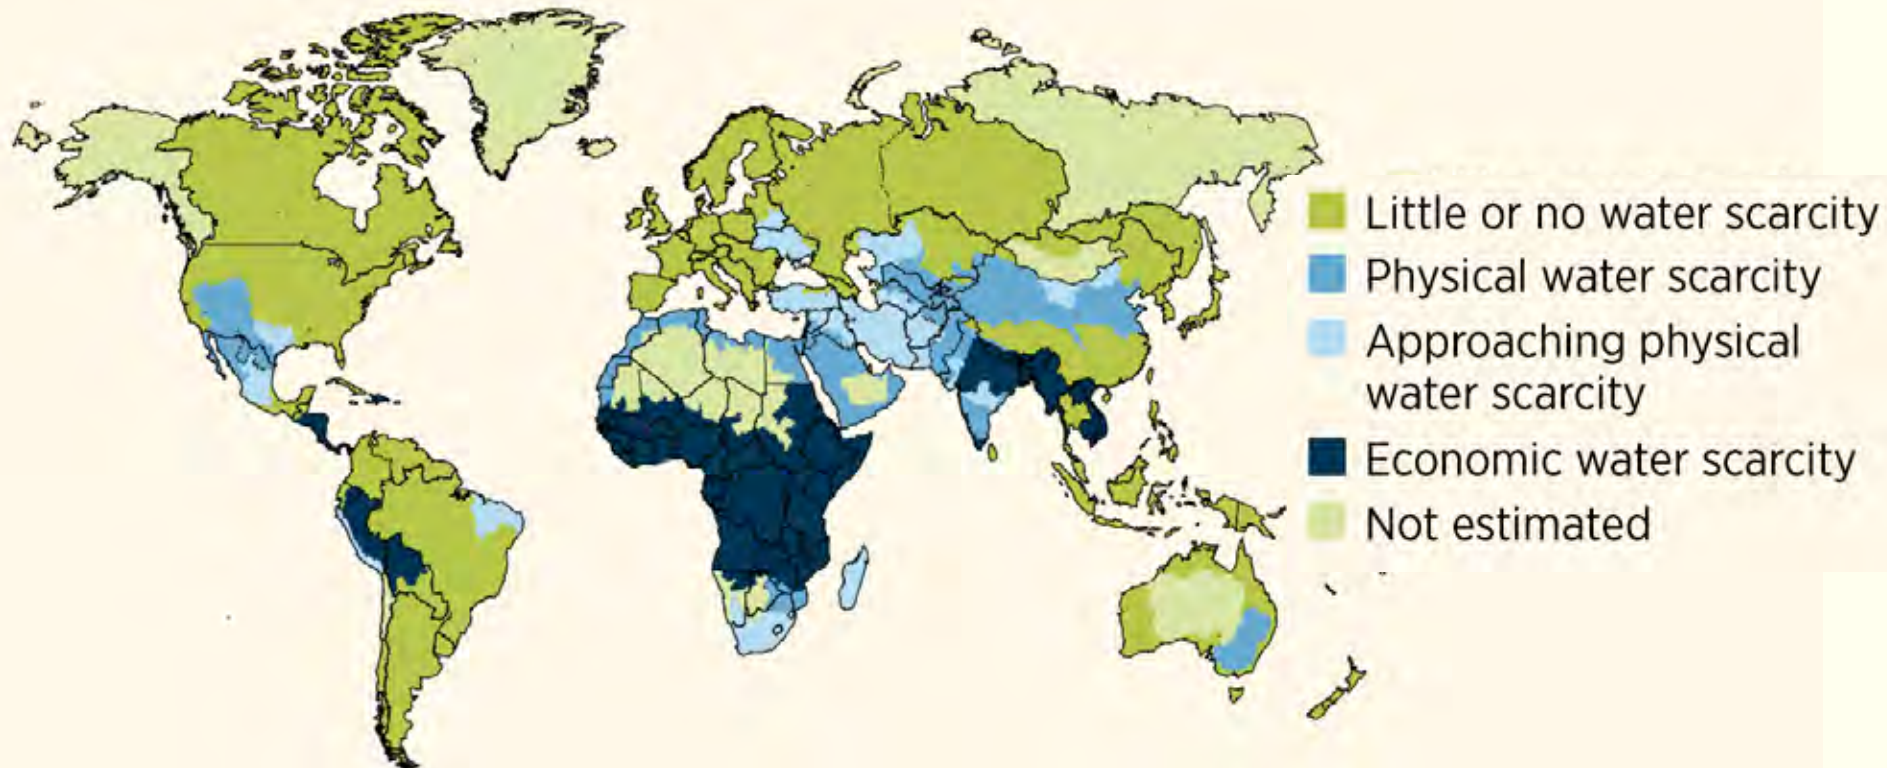 Little or no water scarcity
Physical water scarcity
Approaching physical
water scarcity
Economic water scarcity
Not estimated